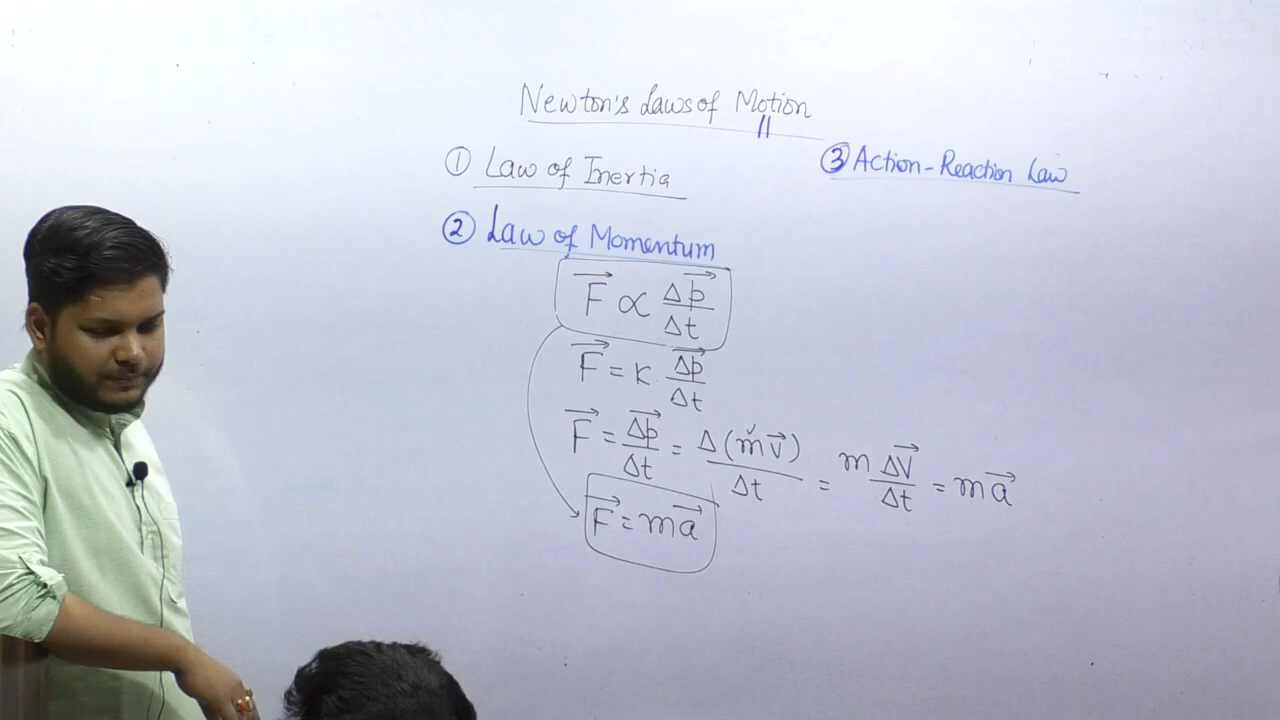 Newton's Laws of Motion
① Law of Inertia
③ Action-Reaction Law
② Law of Momentum
F⃗ ∝ Δp⃗/Δt
F⃗ = K. Δp⃗/Δt
F⃗ = Δp⃗/Δt = Δ(mv⃗)/Δt = m Δv⃗/Δt = ma⃗
F⃗ = ma⃗